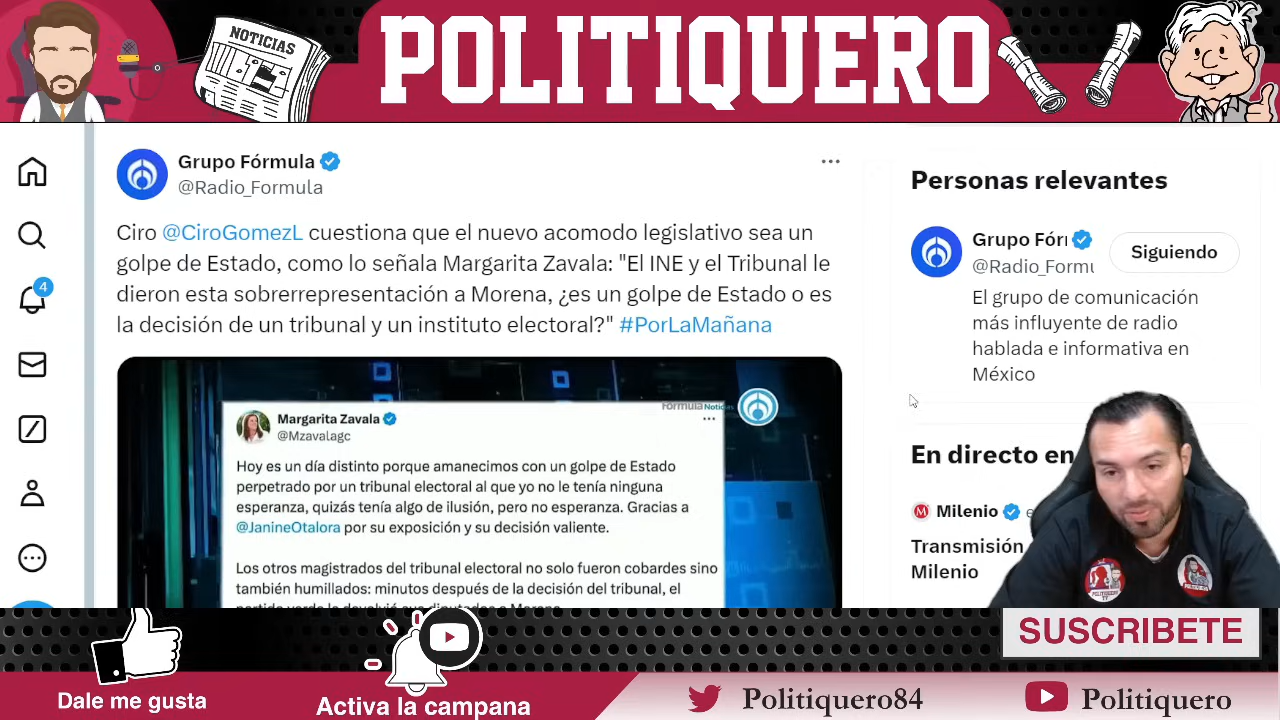 NOTICIAS
POLITIQUERO
Grupo Fórmula
@Radio_Formula
Ciro @CiroGomezL cuestiona que el nuevo acomodo legislativo sea un
golpe de Estado, como lo señala Margarita Zavala: "El INE y el Tribunal le
dieron esta sobrerrepresentación a Morena, ¿es un golpe de Estado o es
la decisión de un tribunal y un instituto electoral?" #PorLaMañana
4
Fórmula Noticias
Margarita Zavala
@Mzavalagc
Hoy es un día distinto porque amanecimos con un golpe de Estado
perpetrado por un tribunal electoral al que yo no le tenía ninguna
esperanza, quizás tenía algo de ilusión, pero no esperanza. Gracias a
@JanineOtalora por su exposición y su decisión valiente.
Los otros magistrados del tribunal electoral no solo fueron cobardes sino
también humillados: minutos después de la decisión del tribunal, el
Personas relevantes
Grupo Fór
Siguiendo
@Radio_Formu
El grupo de comunicación
más influyente de radio
hablada e informativa en
México
En directo en
Milenio
Transmisión
Milenio
SUSCRIBETE
Dale me gusta
Activa la campana
Politiquero84
Politiquero